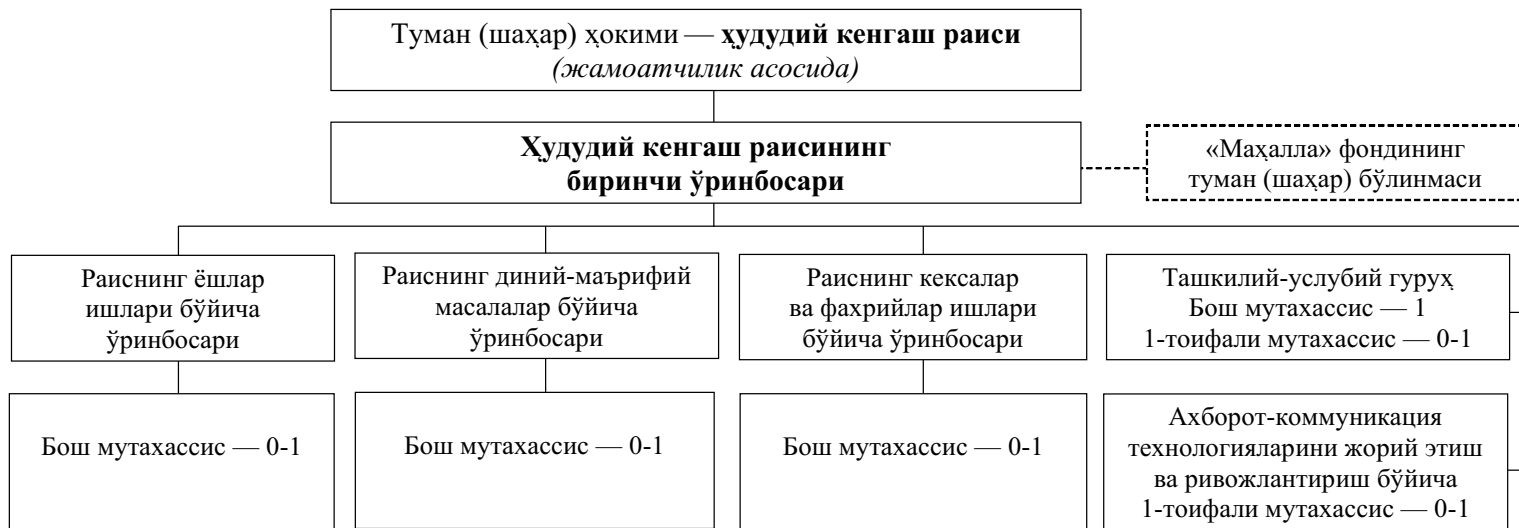 Туман (шаҳар) ҳокими — ҳудудий кенгаш раиси
(жамоатчилик асосида)
Ҳудудий кенгаш раисининг
биринчи ўринбосари
«Маҳалла» фондининг
туман (шаҳар) бўлинмаси
Раиснинг ёшлар
ишлари бўйича
ўринбосари
Раиснинг диний-маърифий
масалалар бўйича
ўринбосари
Раиснинг кексалар
ва фахрийлар ишлари
бўйича ўринбосари
Ташкилий-услубий гуруҳ
Бош мутахассис — 1
1-тоифали мутахассис — 0-1
Бош мутахассис — 0-1
Бош мутахассис — 0-1
Бош мутахассис — 0-1
Ахборот-коммуникация
технологияларини жорий этиш
ва ривожлантириш бўйича
1-тоифали мутахассис — 0-1